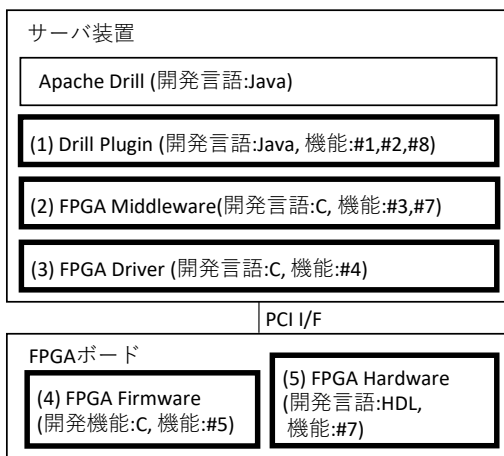 サーバ装置
Apache Drill (開発言語:Java)
(1) Drill Plugin (開発言語:Java, 機能:#1,#2,#8)
(2) FPGA Middleware(開発言語:C, 機能:#3,#7)
(3) FPGA Driver (開発言語:C, 機能:#4)
PCI I/F
FPGAボード
(4) FPGA Firmware
(開発機能:C, 機能:#5)
(5) FPGA Hardware
(開発言語:HDL,
機能:#7)